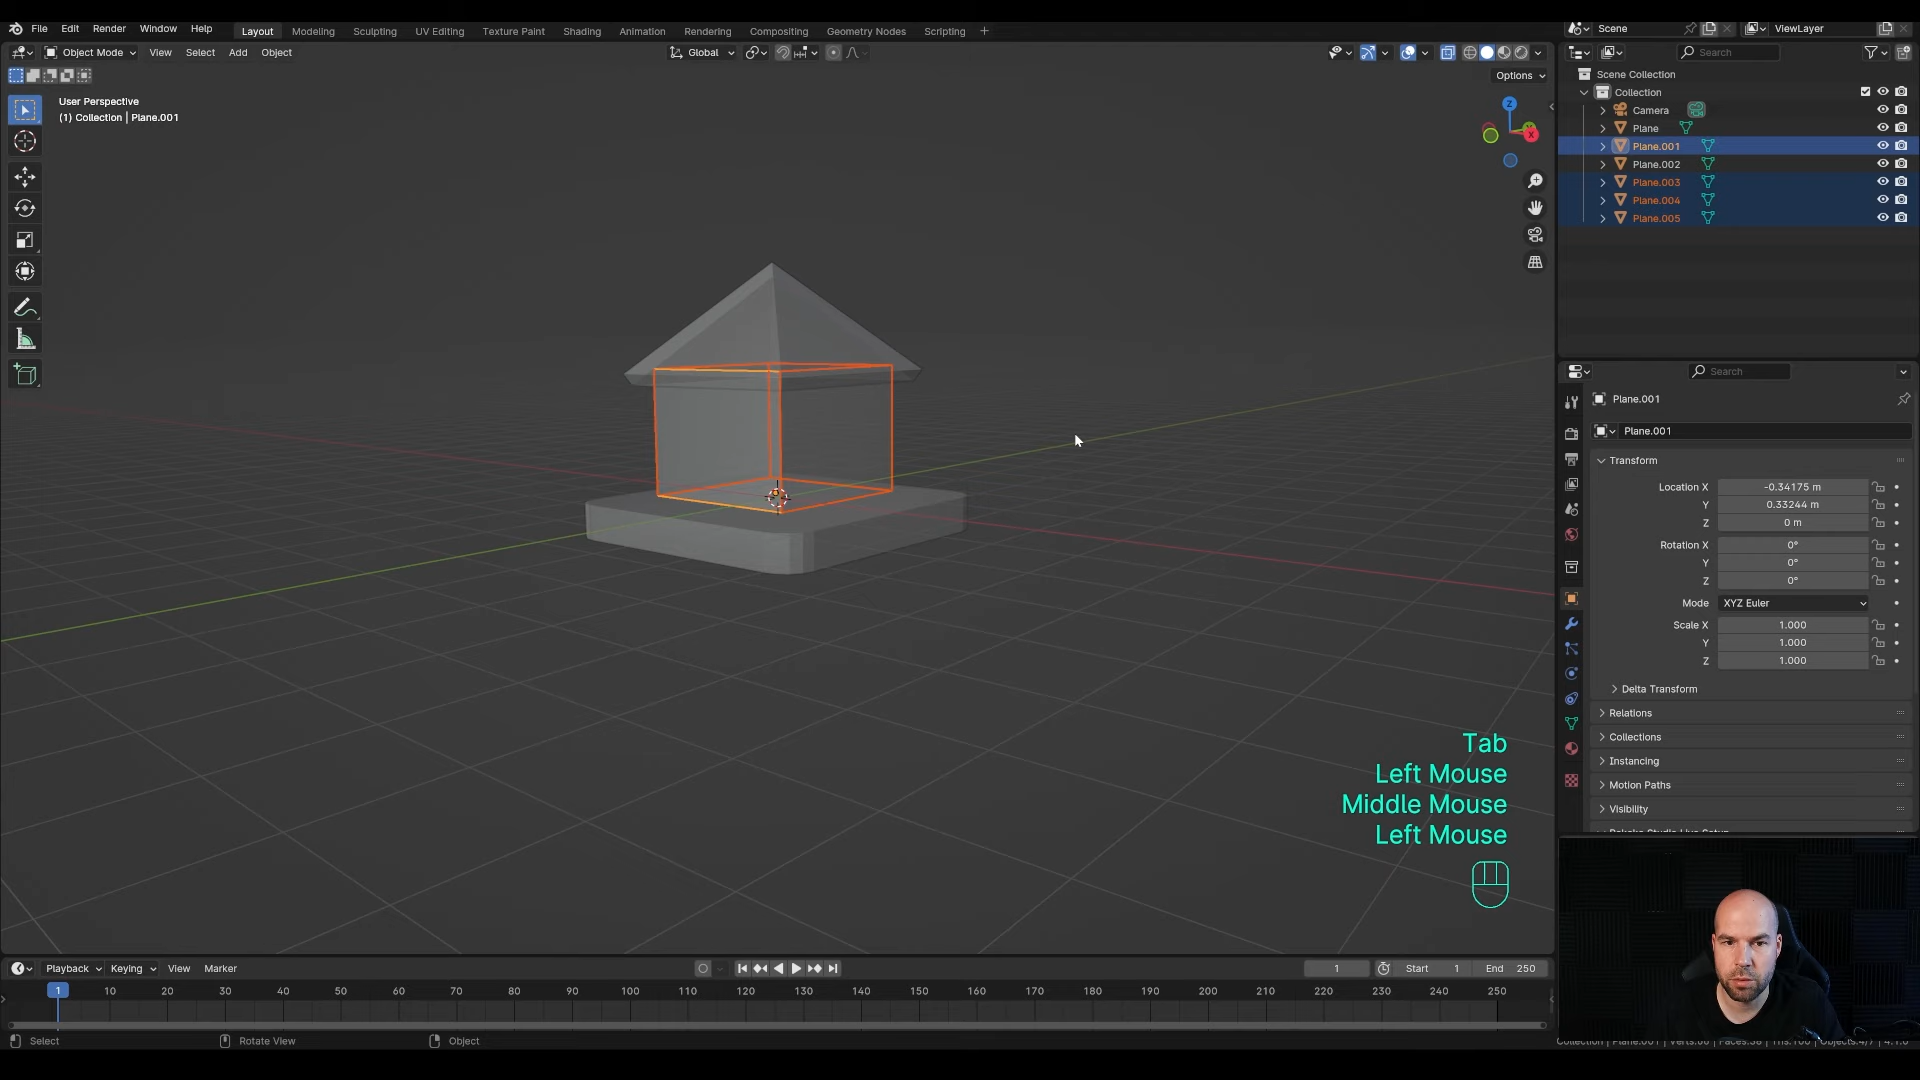 File Edit Render Window Help Layout Modeling Sculpting UV Editing Texture Paint Shading Animation Rendering Compositing Geometry Nodes Scripting + Scene ViewLayer
Object Mode View Select Add Object Global Search
Options
Scene Collection
Collection
Camera
Plane
Plane.001
Plane.002
Plane.003
Plane.004
Plane.005
User Perspective
(1) Collection | Plane.001
Z
X
Search
Plane.001
Plane.001
Transform
Location X -0.34175 m
Y 0.33244 m
Z 0 m
Rotation X 0°
Y 0°
Z 0°
Mode XYZ Euler
Scale X 1.000
Y 1.000
Z 1.000
Delta Transform
Relations
Collections
Instancing
Motion Paths
Visibility
Tab
Left Mouse
Middle Mouse
Left Mouse
Playback Keying View Marker 1 Start 1 End 250
1 10 20 30 40 50 60 70 80 90 100 110 120 130 140 150 160 170 180 190 200 210 220 230 240 250
Select Rotate View Object